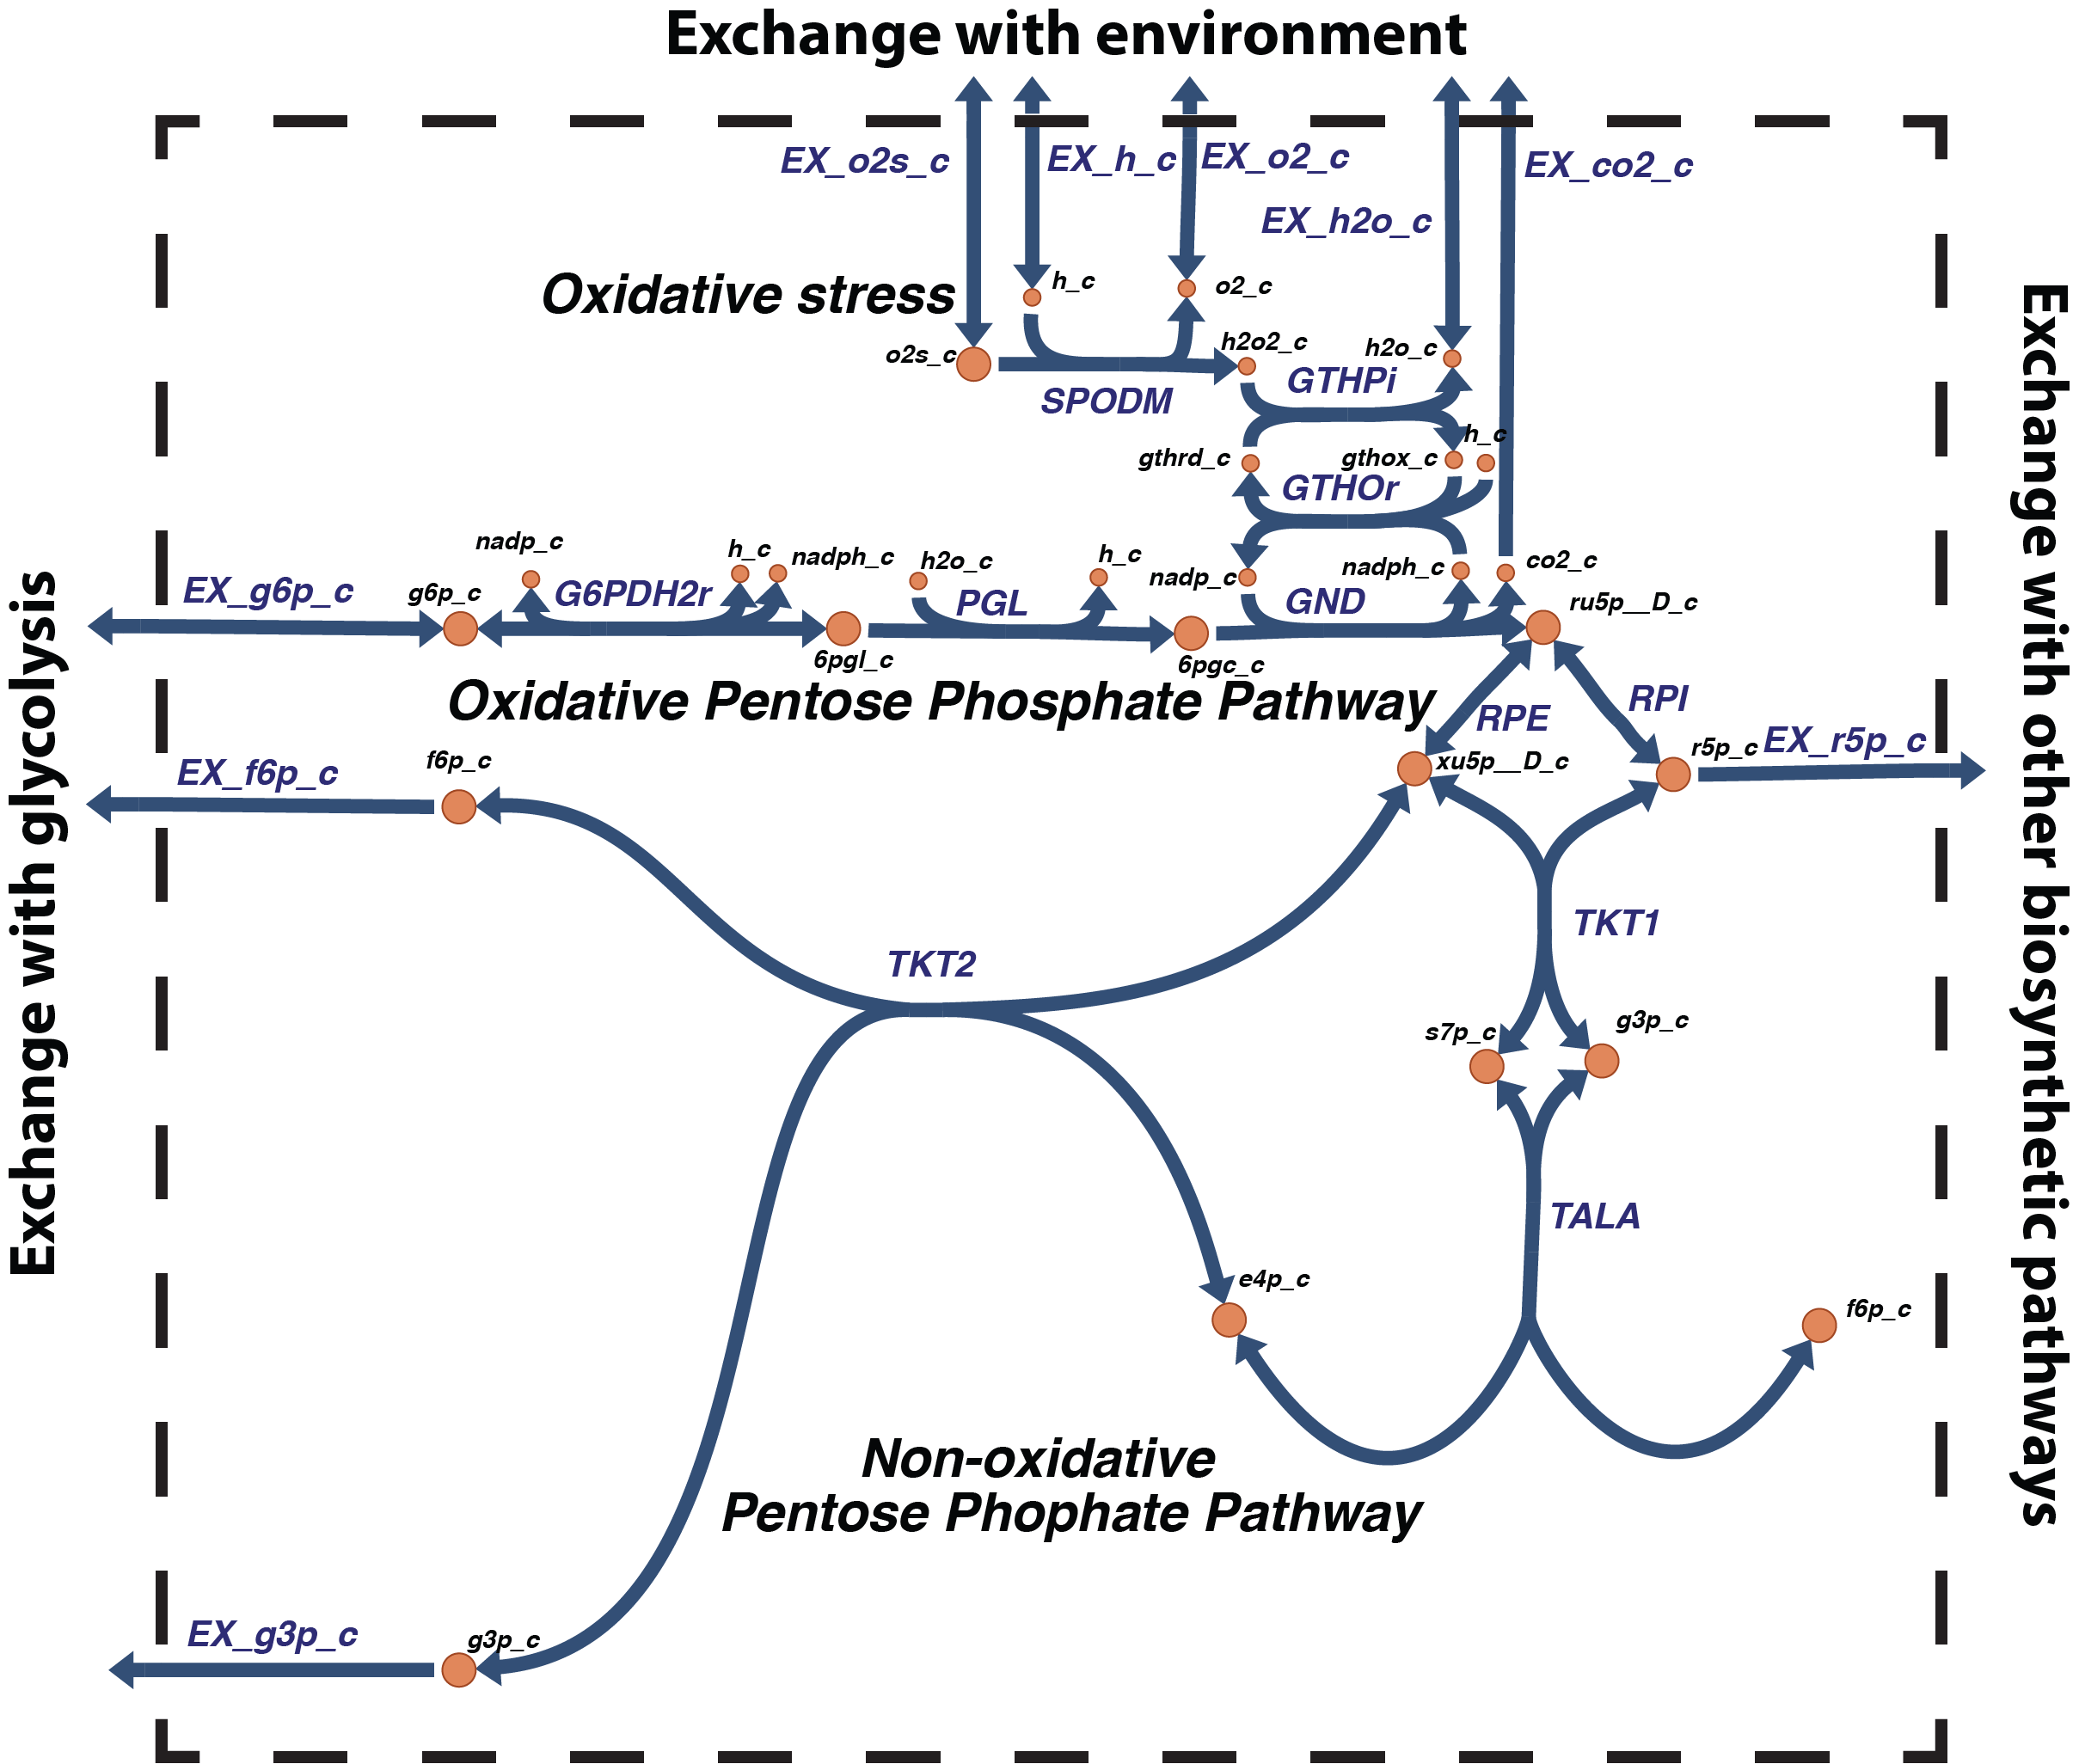 Exchange with environment
EX_o2s_c
EX_h_c
EX_o2_c
EX_co2_c
EX_h2o_c
Oxidative stress
h_c
o2_c
o2s_c
h2o2_c
h2o_c
SPODM
GTHPi
h_c
gthrd_c
gthox_c
GTHOr
nadp_c
h_c
nadph_c
h2o_c
h_c
nadp_c
nadph_c
co2_c
EX_g6p_c
g6p_c
G6PDH2r
PGL
GND
ru5p__D_c
6pgl_c
6pgc_c
Oxidative Pentose Phosphate Pathway
RPE
RPI
EX_f6p_c
f6p_c
xu5p__D_c
r5p_c
EX_r5p_c
TKT2
TKT1
s7p_c
g3p_c
TALA
e4p_c
f6p_c
Non-oxidative
Pentose Phophate Pathway
EX_g3p_c
g3p_c
Exchange with glycolysis
Exchange with other biosynthetic pathways